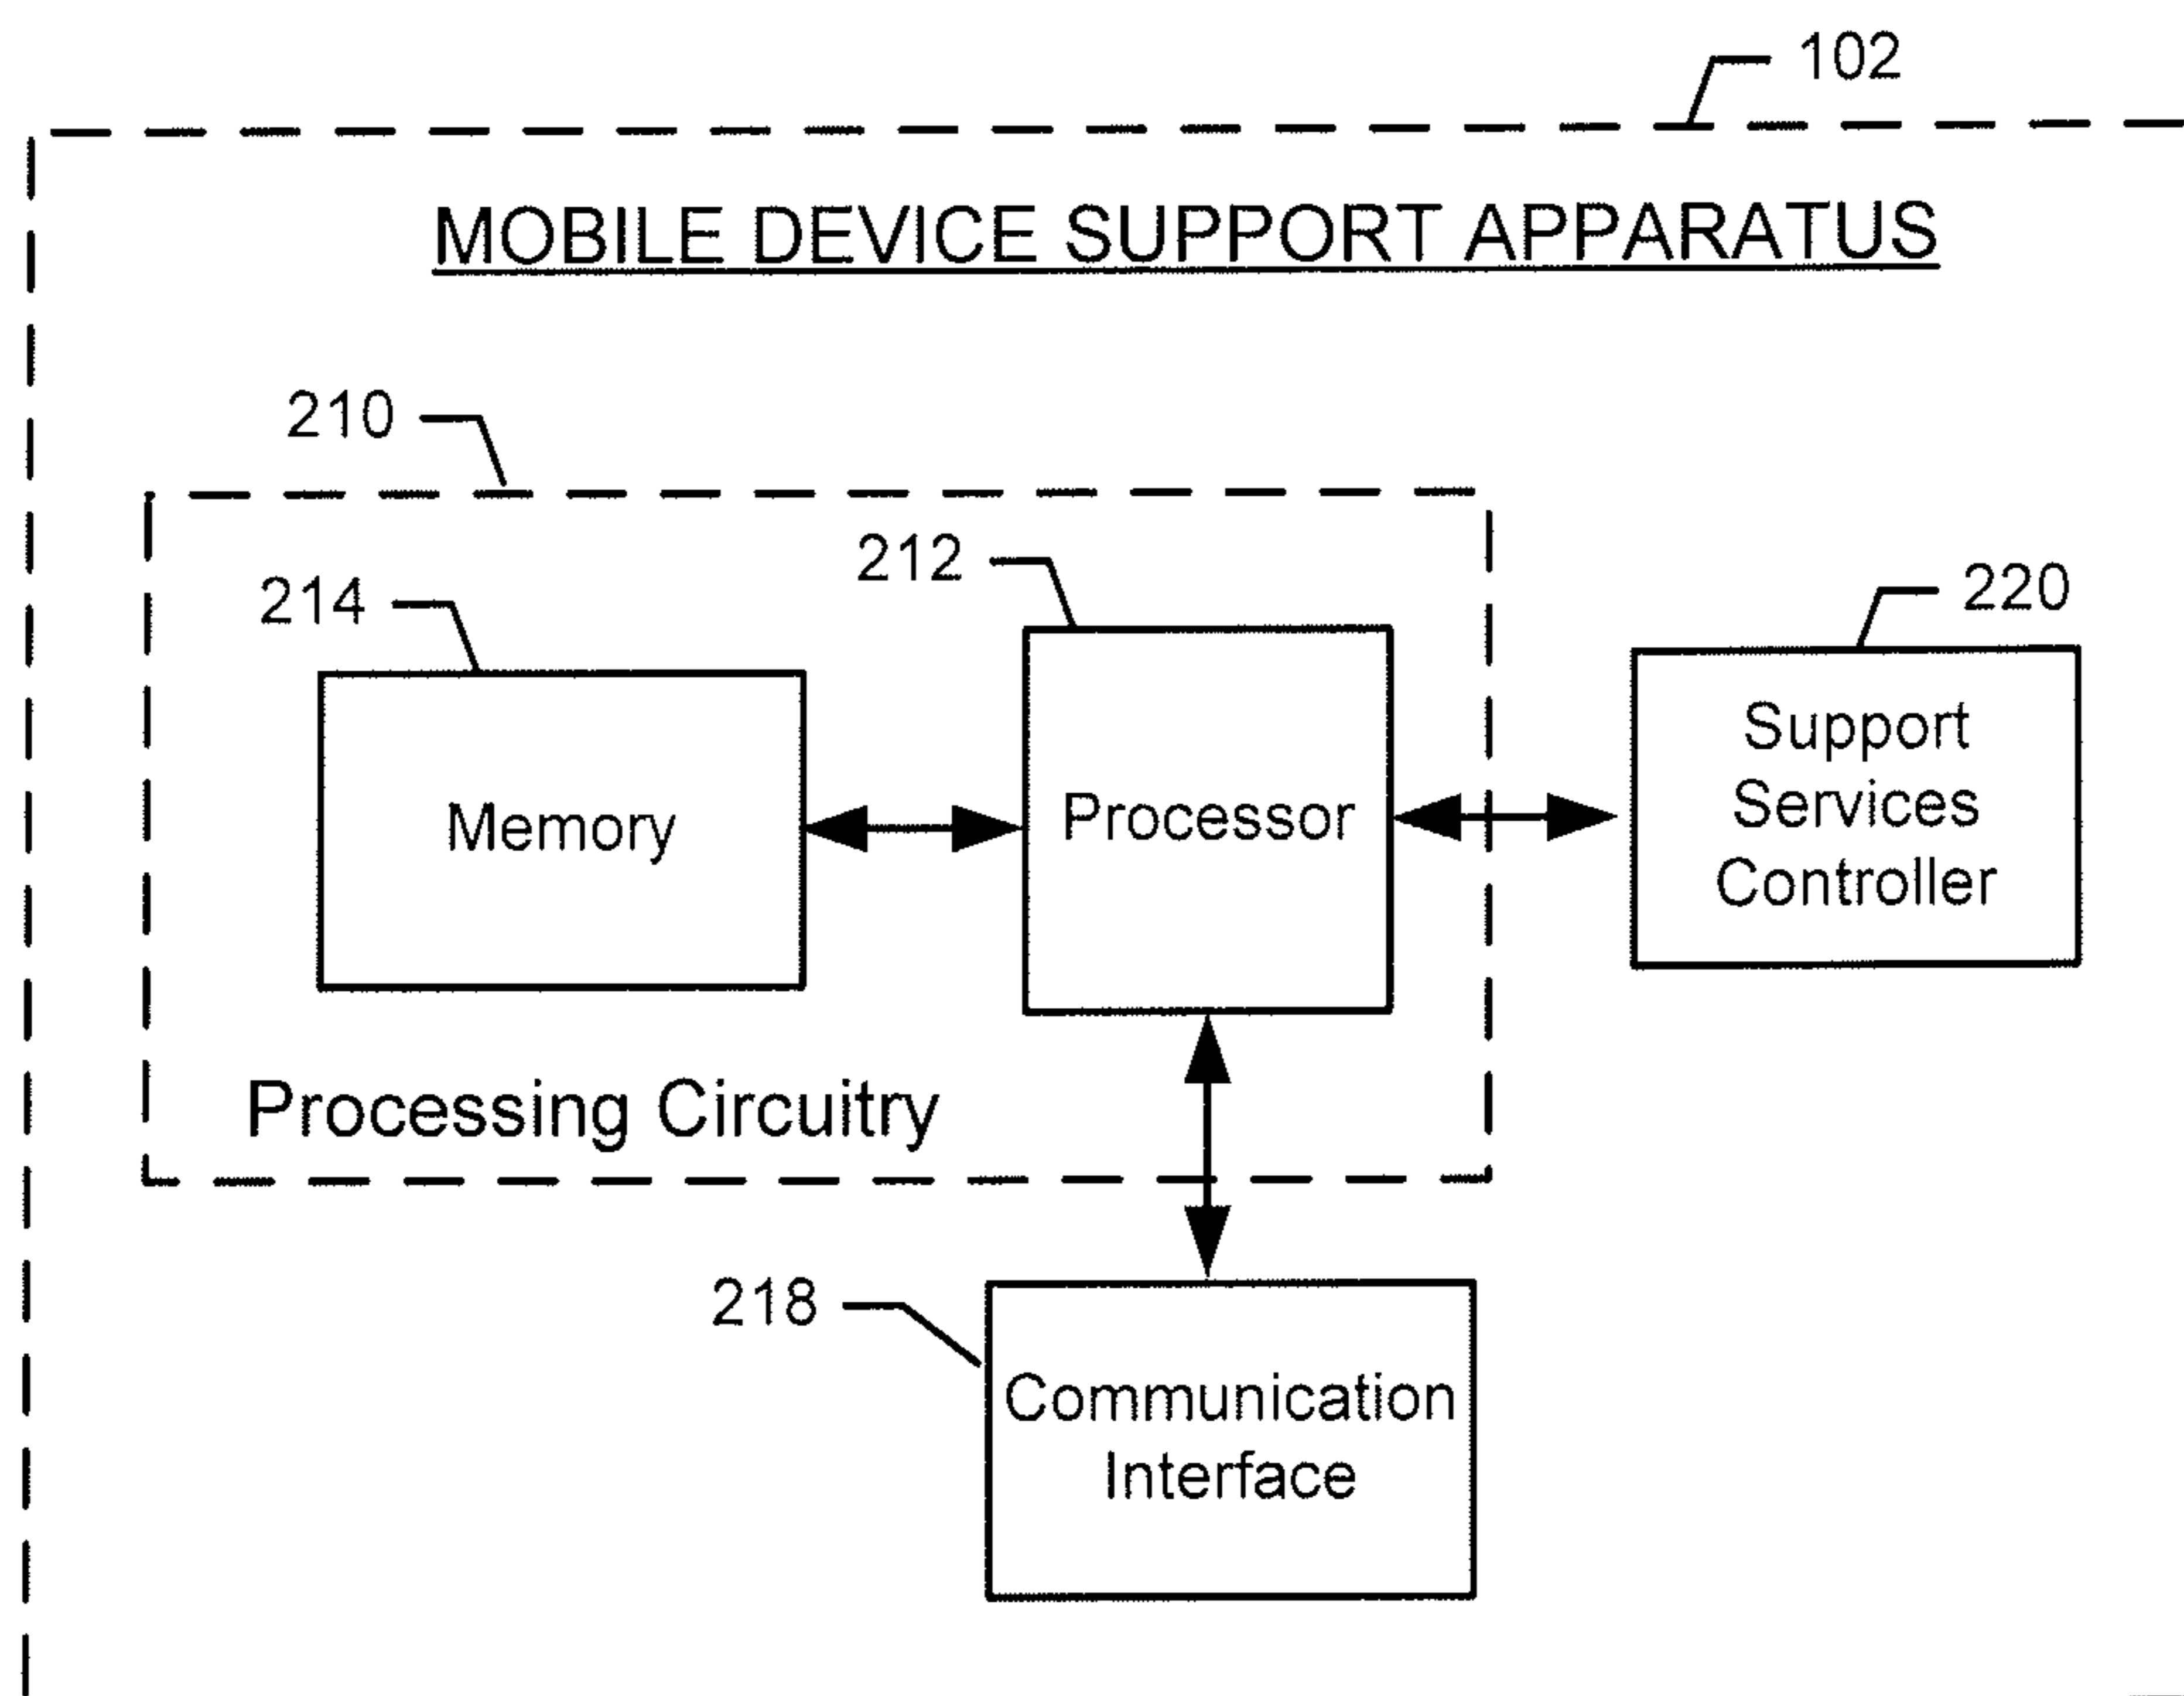 102
MOBILE DEVICE SUPPORT APPARATUS
210
212
214
220
Memory
Processor
Support
Services
Controller
Processing Circuitry
218
Communication
Interface